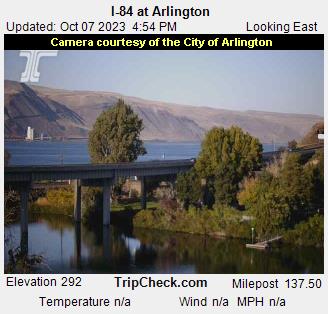 I-84 at Arlington
Updated: Oct 07 2023 4:54 PM Looking East
Camera courtesy of the City of Arlington
Elevation 292 TripCheck.com Milepost 137.50
Temperature n/a Wind n/a MPH n/a